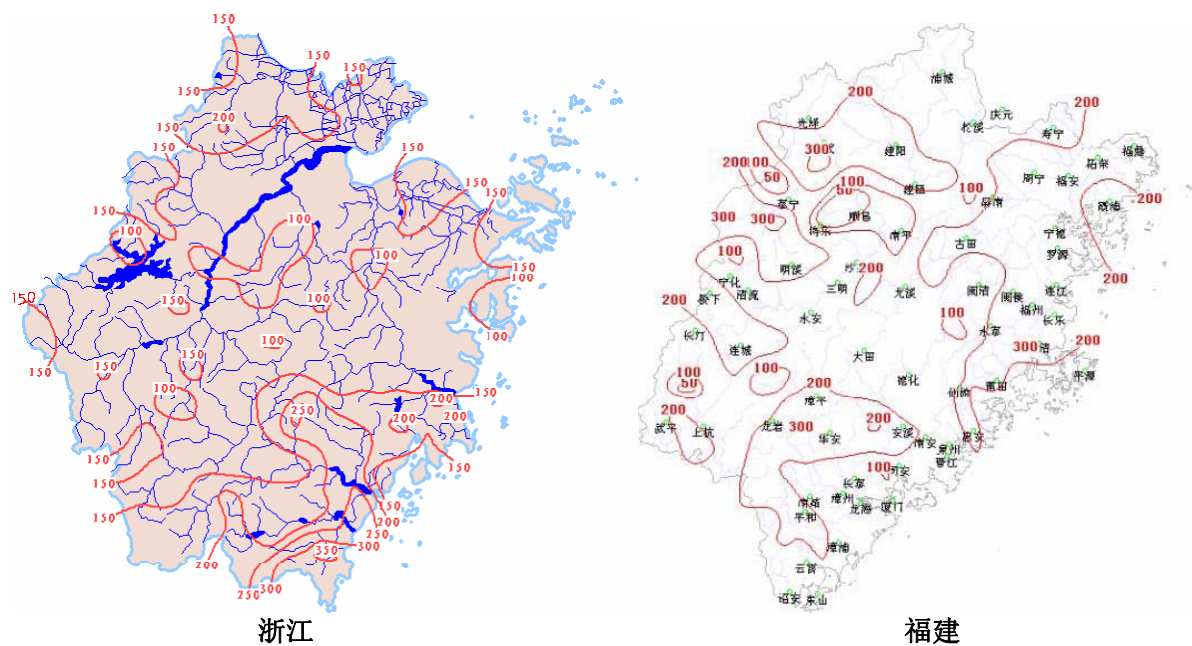 150
150
150
150
150
200
150
150
150
150
150
100
100
100
150
100
150
150
100
100
150
100
150
150
150
100
150
250
200
200
200
150
150
150
150
150
200
250
200
350
300
250
300
浙江
浦城
200
200
光泽
庆元
松溪
寿宁
300
建阳
福鼎
柘荣
200
100
50
周宁
福安
100
50
建瓯
100
屏南
200
泰宁
霞浦
300
300
顺昌
将乐
南平
宁德
古田
罗源
100
明溪
200
200
宁化
三明
尤溪
闽清
连江
清流
闽侯
200
福州
100
长乐
永安
永泰
长汀
连城
300
清
200
大田
平潭
100
50
100
德化
200
莆田
仙游
漳平
200
龙岩
300
200
安溪
武平
上杭
华安
南安
惠安
泉州
晋江
100
同安
长泰
南靖
漳州
平和
龙海
厦门
漳浦
云霄
诏安
东山
福建